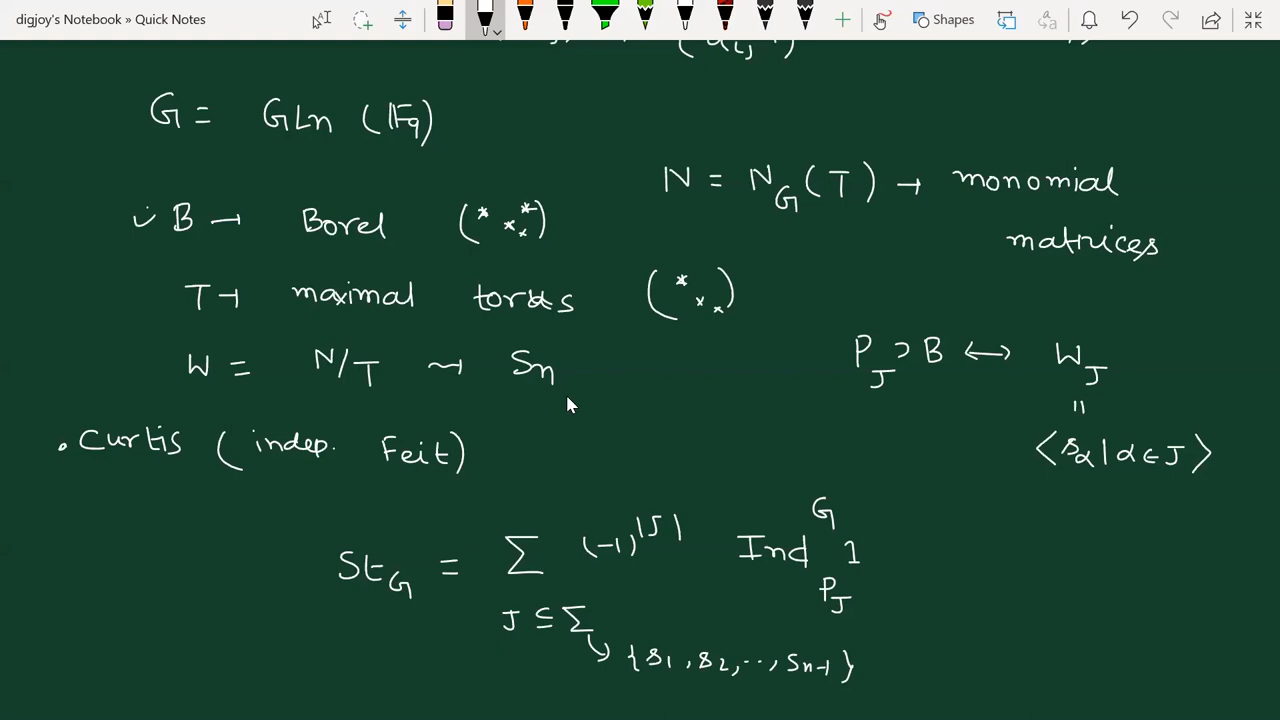 digjoy's Notebook » Quick Notes
Shapes
G = GLn (𝔽q)
N = N_G(T) → monomial matrices
✓ B → Borel (* * * *)
T → maximal torus (* * *)
W = N/T ⇝ Sn
P_J ⊃ B ⟷ W_J
=
⟨s_α | α ∈ J⟩
. Curtis (indep. Feit)
St_G = Σ_{J ⊆ Σ} (-1)^{|J|} Ind_{P_J}^G 1
↳ {s1, s2, .., sn-1}